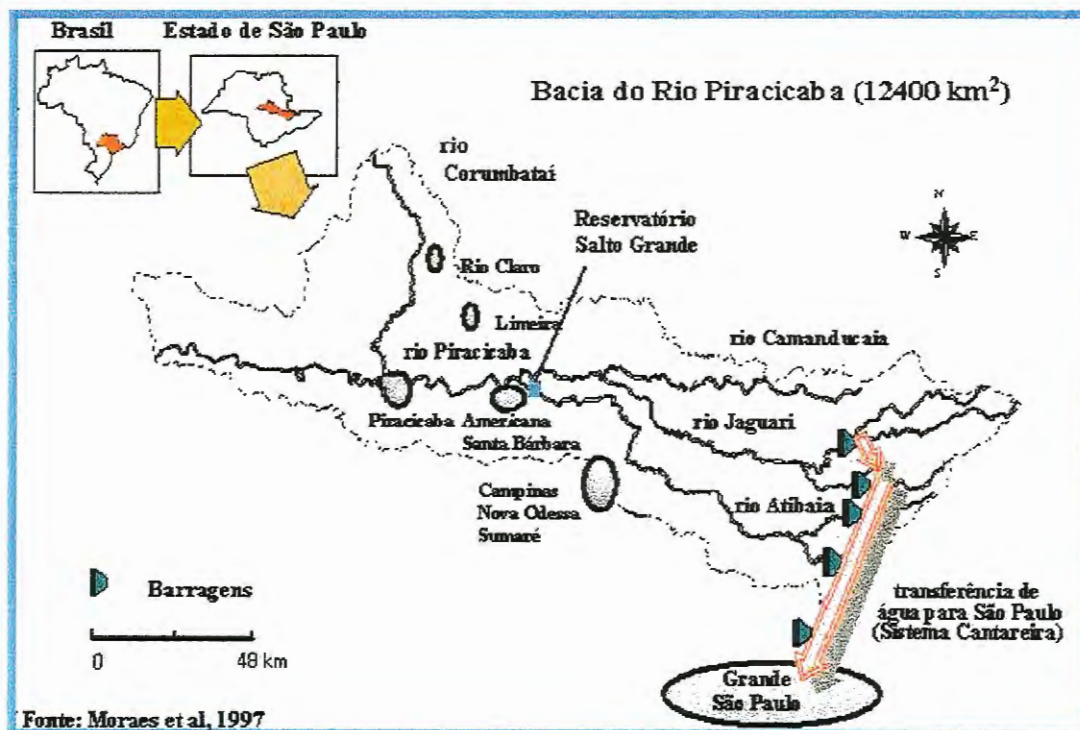 Brasil
Estado de São Paulo
Bacia do Rio Piracicaba (12400 km²)
rio
Corumbataí
N
W
E
S
Reservatório
Salto Grande
Rio Claro
Limeira
rio Piracicaba
rio Camanducaia
Piracicaba
Americana
Santa Bárbara
rio Jaguari
Campinas
Nova Odessa
Sumaré
rio Atibaia
Barragens
transferência de
água para São Paulo
(Sistema Cantareira)
0
48 km
Grande
São Paulo
Fonte: Moraes et al, 1997